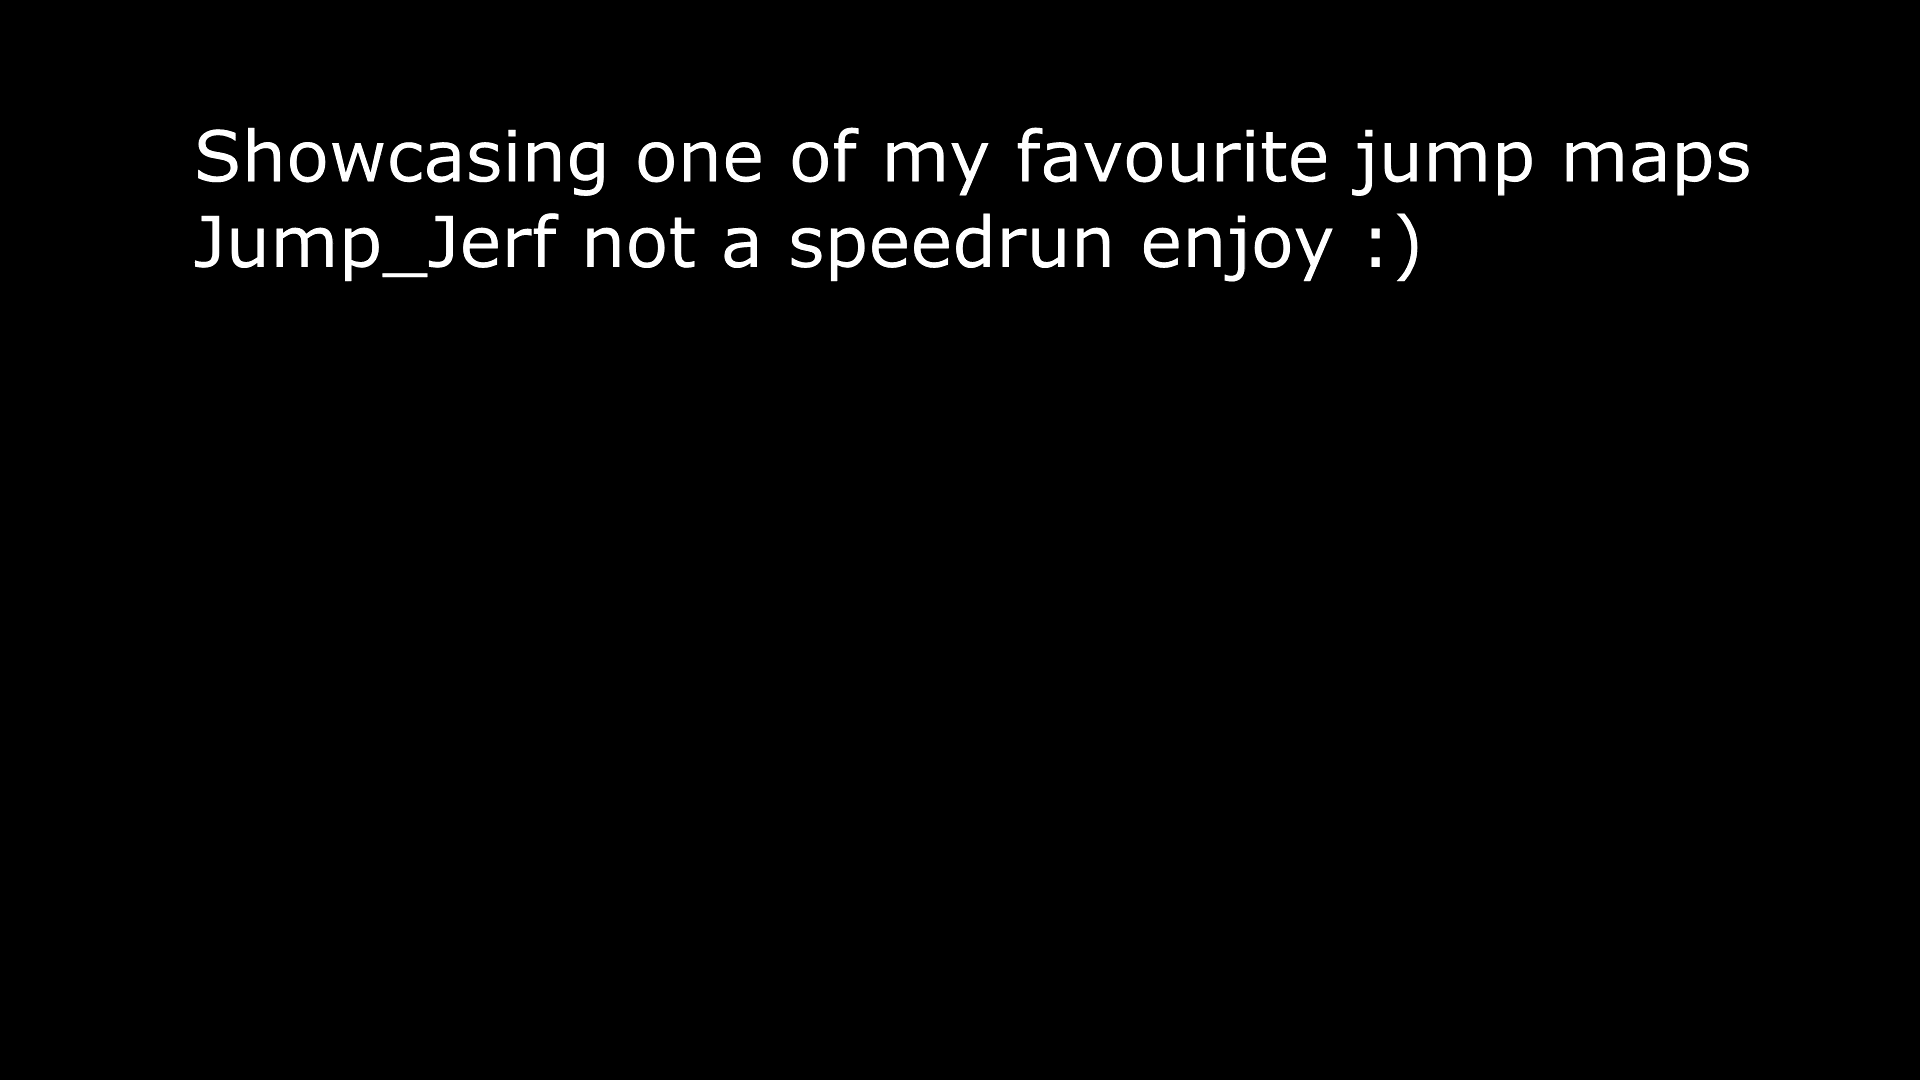 Showcasing one of my favourite jump maps
Jump_Jerf not a speedrun enjoy :)